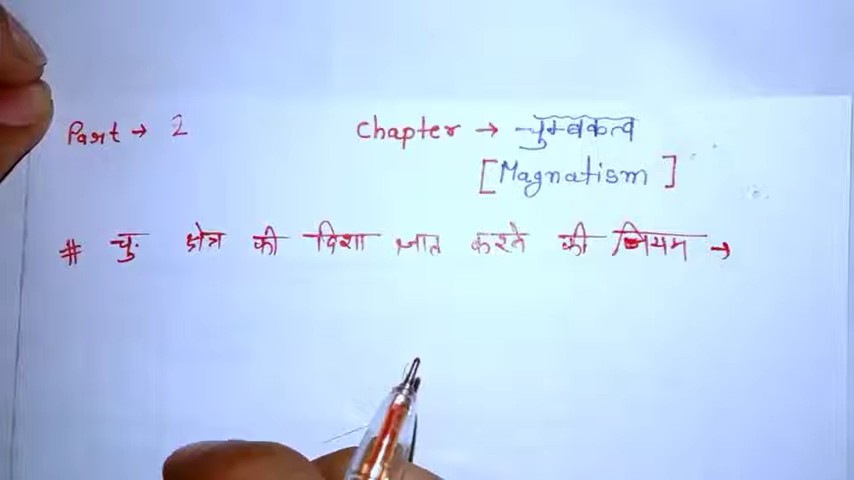 Part → 2 Chapter → चुम्बकत्व
[Magnatism]
# चु. क्षेत्र की दिशा ज्ञात करने की नियम →